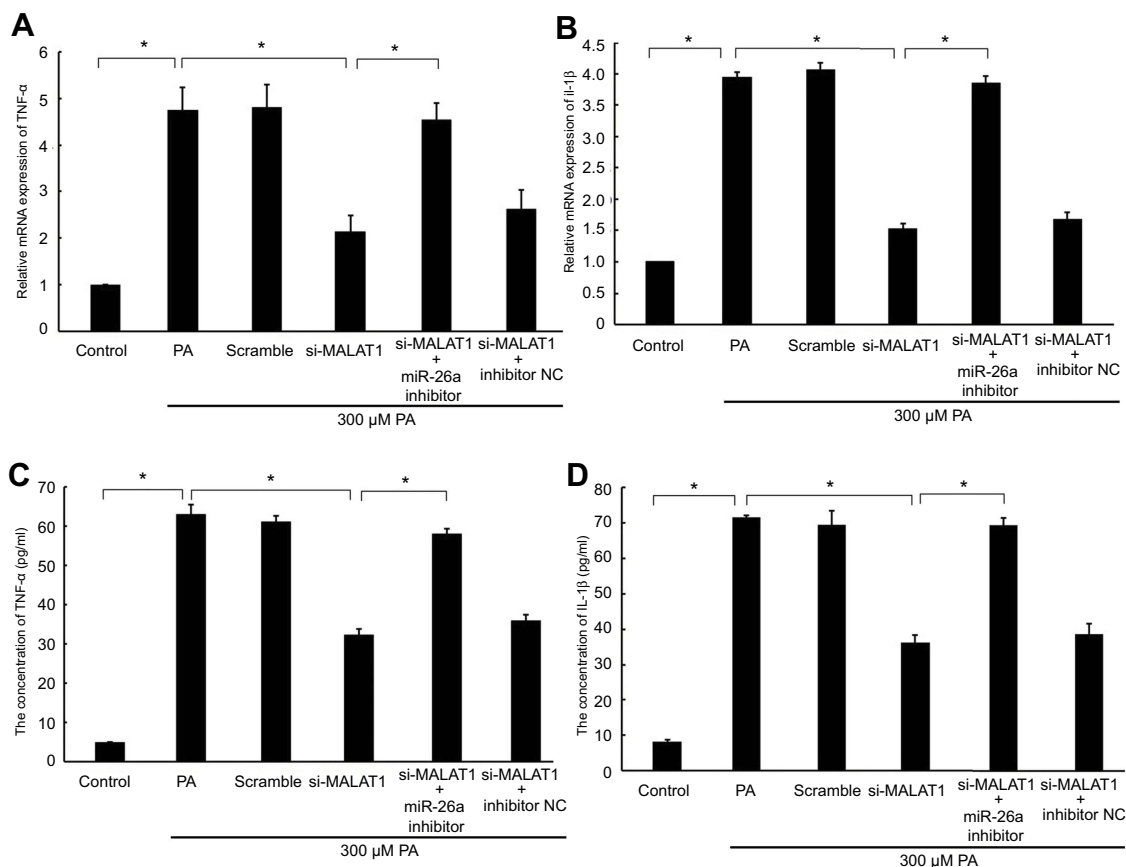 A
Relative mRNA expression of TNF-α
6
5
4
3
2
1
0
*
*
*
Control
PA
Scramble
si-MALAT1
si-MALAT1
+
miR-26a
inhibitor
si-MALAT1
+
inhibitor NC
300 µM PA
B
Relative mRNA expression of il-1β
4.5
4.0
3.5
3.0
2.5
2.0
1.5
1.0
0.5
0.0
*
*
*
Control
PA
Scramble
si-MALAT1
si-MALAT1
+
miR-26a
inhibitor
si-MALAT1
+
inhibitor NC
300 µM PA
C
The concentration of TNF-α (pg/ml)
70
60
50
40
30
20
10
0
*
*
*
Control
PA
Scramble
si-MALAT1
si-MALAT1
+
miR-26a
inhibitor
si-MALAT1
+
inhibitor NC
300 µM PA
D
The concentration of IL-1β (pg/ml)
80
70
60
50
40
30
20
10
0
*
*
*
Control
PA
Scramble
si-MALAT1
si-MALAT1
+
miR-26a
inhibitor
si-MALAT1
+
inhibitor NC
300 µM PA